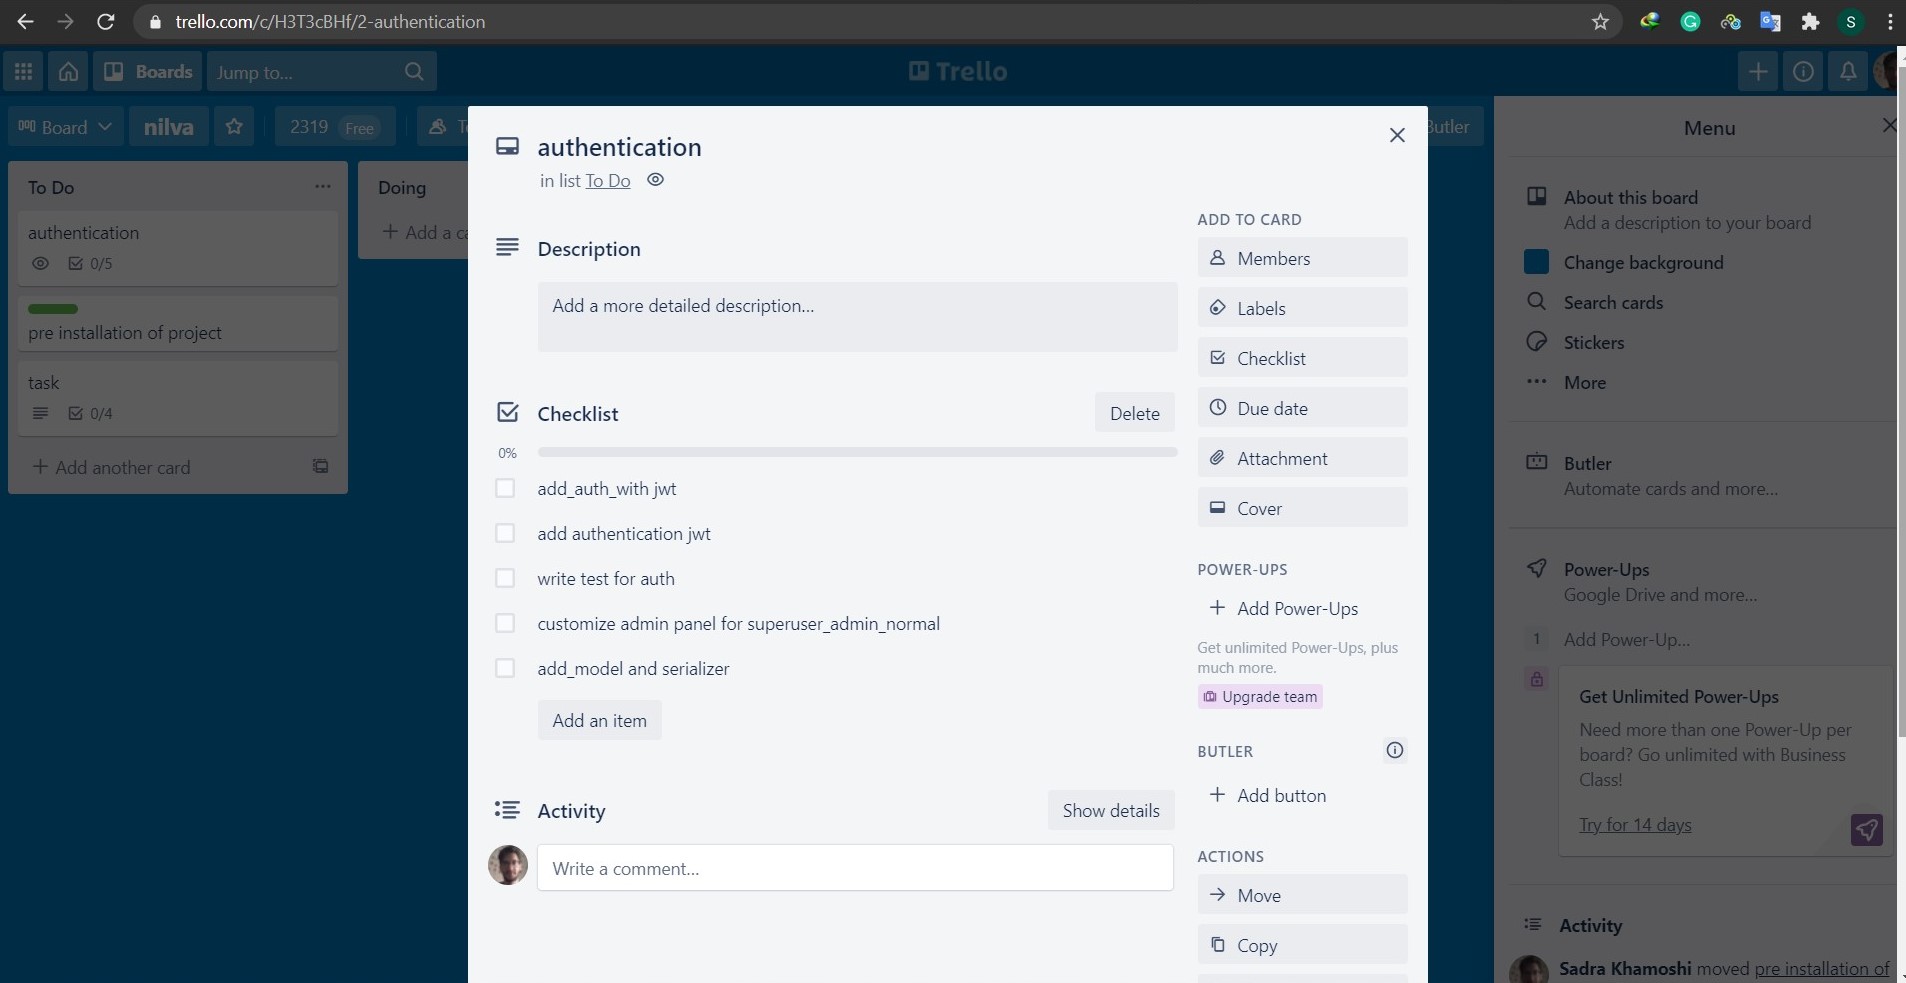 trello.com/c/H3T3cBHf/2-authentication
S
Boards
Jump to...
Trello
Board
nilva
2319 Free
Butler
To Do
authentication
0/5
pre installation of project
task
0/4
Add another card
Doing
Add a
authentication
in list To Do
Description
Add a more detailed description...
Checklist
Delete
0%
add_auth_with jwt
add authentication jwt
write test for auth
customize admin panel for superuser_admin_normal
add_model and serializer
Add an item
Activity
Show details
Write a comment...
ADD TO CARD
Members
Labels
Checklist
Due date
Attachment
Cover
POWER-UPS
Add Power-Ups
Get unlimited Power-Ups, plus
much more.
Upgrade team
BUTLER
Add button
ACTIONS
Move
Copy
Menu
About this board
Add a description to your board
Change background
Search cards
Stickers
More
Butler
Automate cards and more...
Power-Ups
Google Drive and more...
1 Add Power-Up...
Get Unlimited Power-Ups
Need more than one Power-Up per
board? Go unlimited with Business
Class!
Try for 14 days
Activity
Sadra Khamoshi moved pre installation of